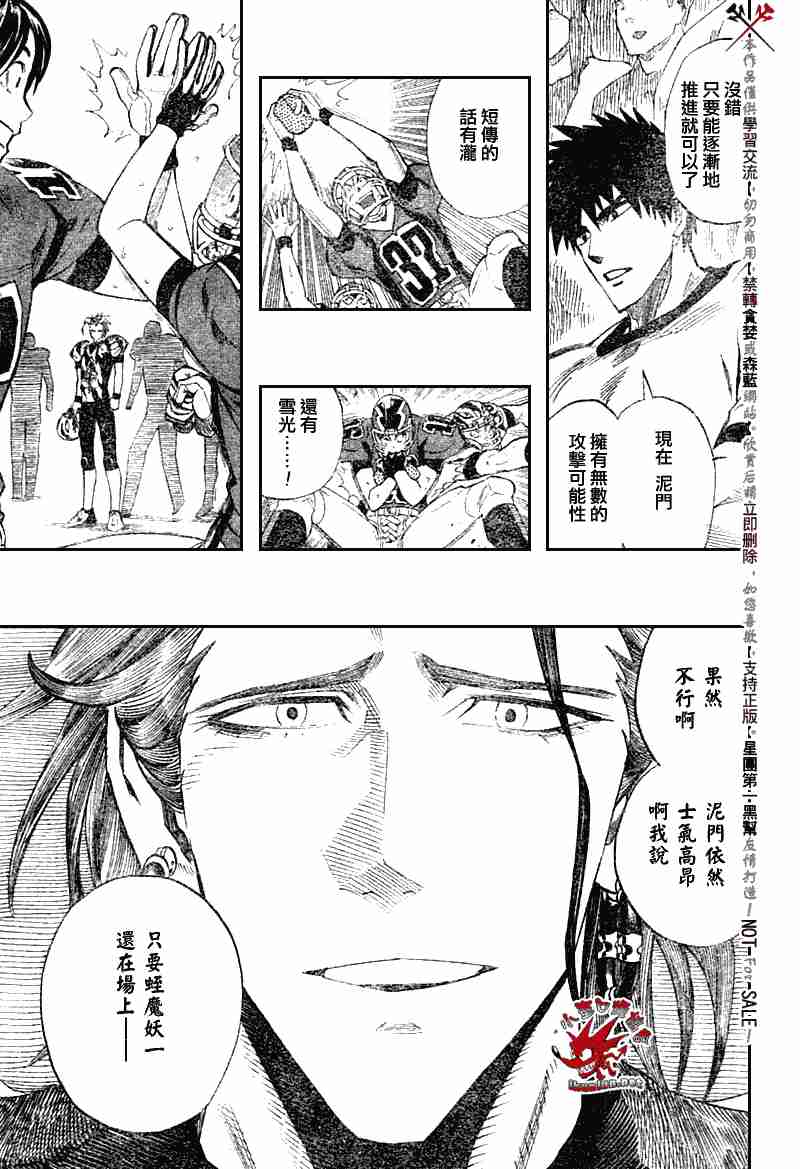 沒錯
只要能逐漸地
推進就可以了
現在 泥門
擁有無數的
攻擊可能性
短傳的
話有瀧
37
還有
雪光……!
果然
不行啊
泥門依然
士氣高昂
啊我說
只要蛭魔妖一
還在場上——
本作品僅供學習交流【切勿商用【禁轉貪婪或森藍網站。欣賞后請立即刪除，如您喜歡【支持正版【星團第一黑幫友情打造！NOT-For-SALE！